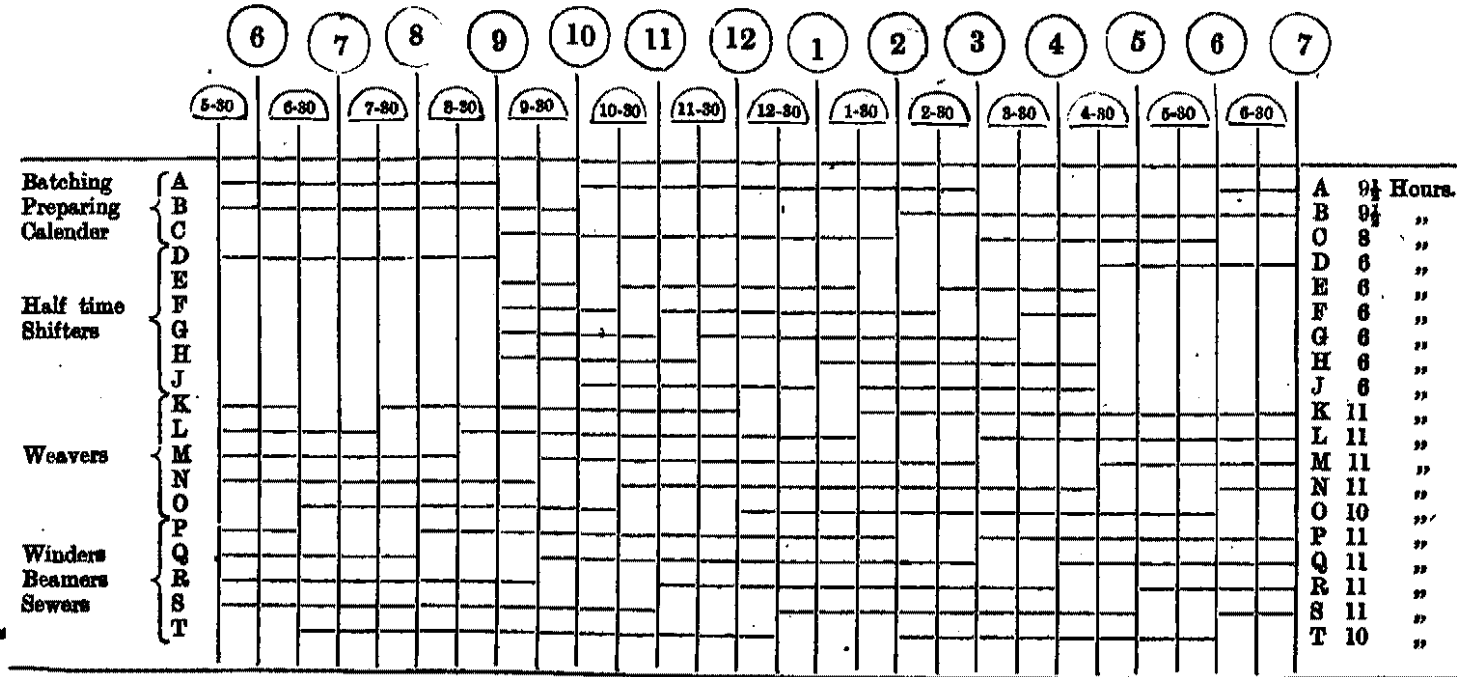 6 7 8 9 10 11 12 1 2 3 4 5 6 7
5-30 6-30 7-30 8-30 9-30 10-30 11-30 12-30 1-30 2-30 3-30 4-30 5-30 6-30
Batching A A 9½ Hours.
Preparing B B 9½ „
Calender C C 8 „
D D 6 „
E E 6 „
Half time F F 6 „
Shifters G G 6 „
H H 6 „
J J 6 „
K K 11 „
L L 11 „
Weavers M M 11 „
N N 11 „
O O 10 „
P P 11 „
Winders Q Q 11 „
Beamers R R 11 „
Sewers S S 11 „
T T 10 „